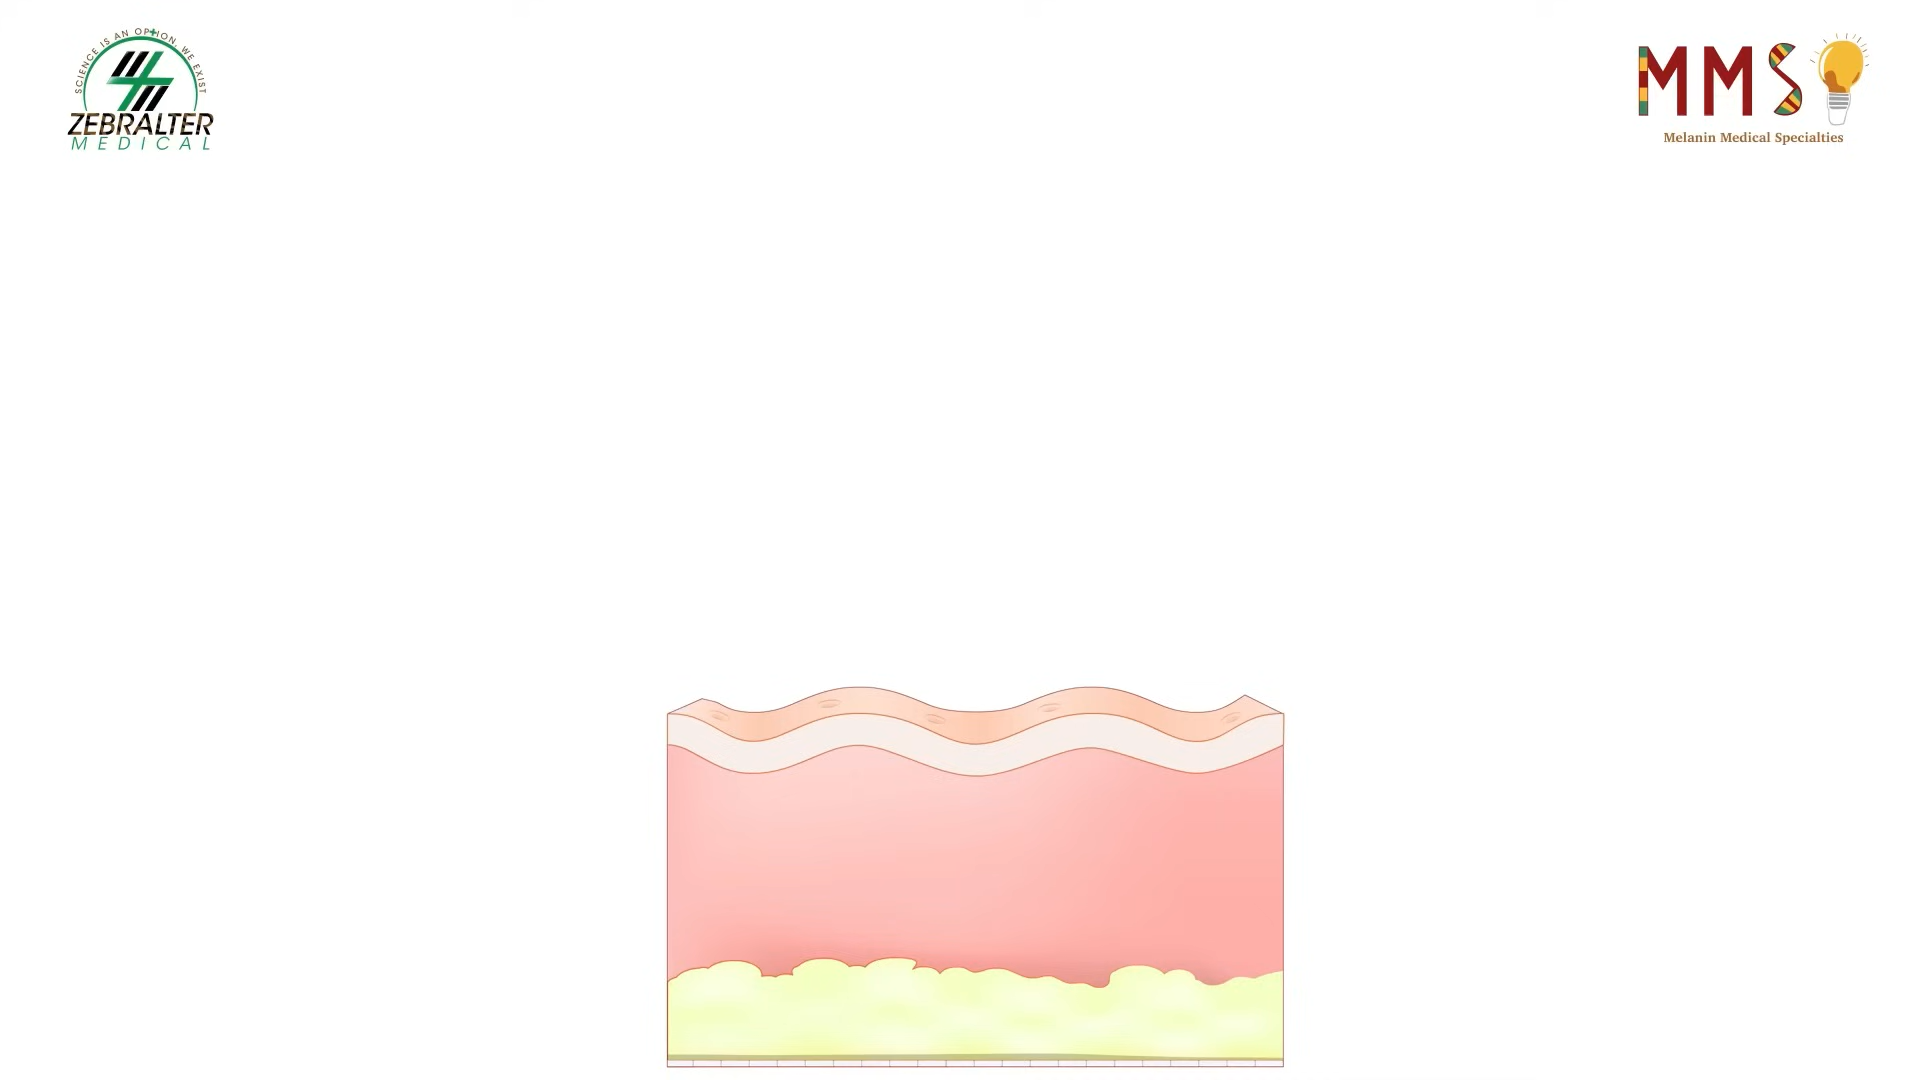 SCIENCE IS AN OPTION, WE EXIST
ZEBRALTER
MEDICAL
MMS
Melanin Medical Specialties